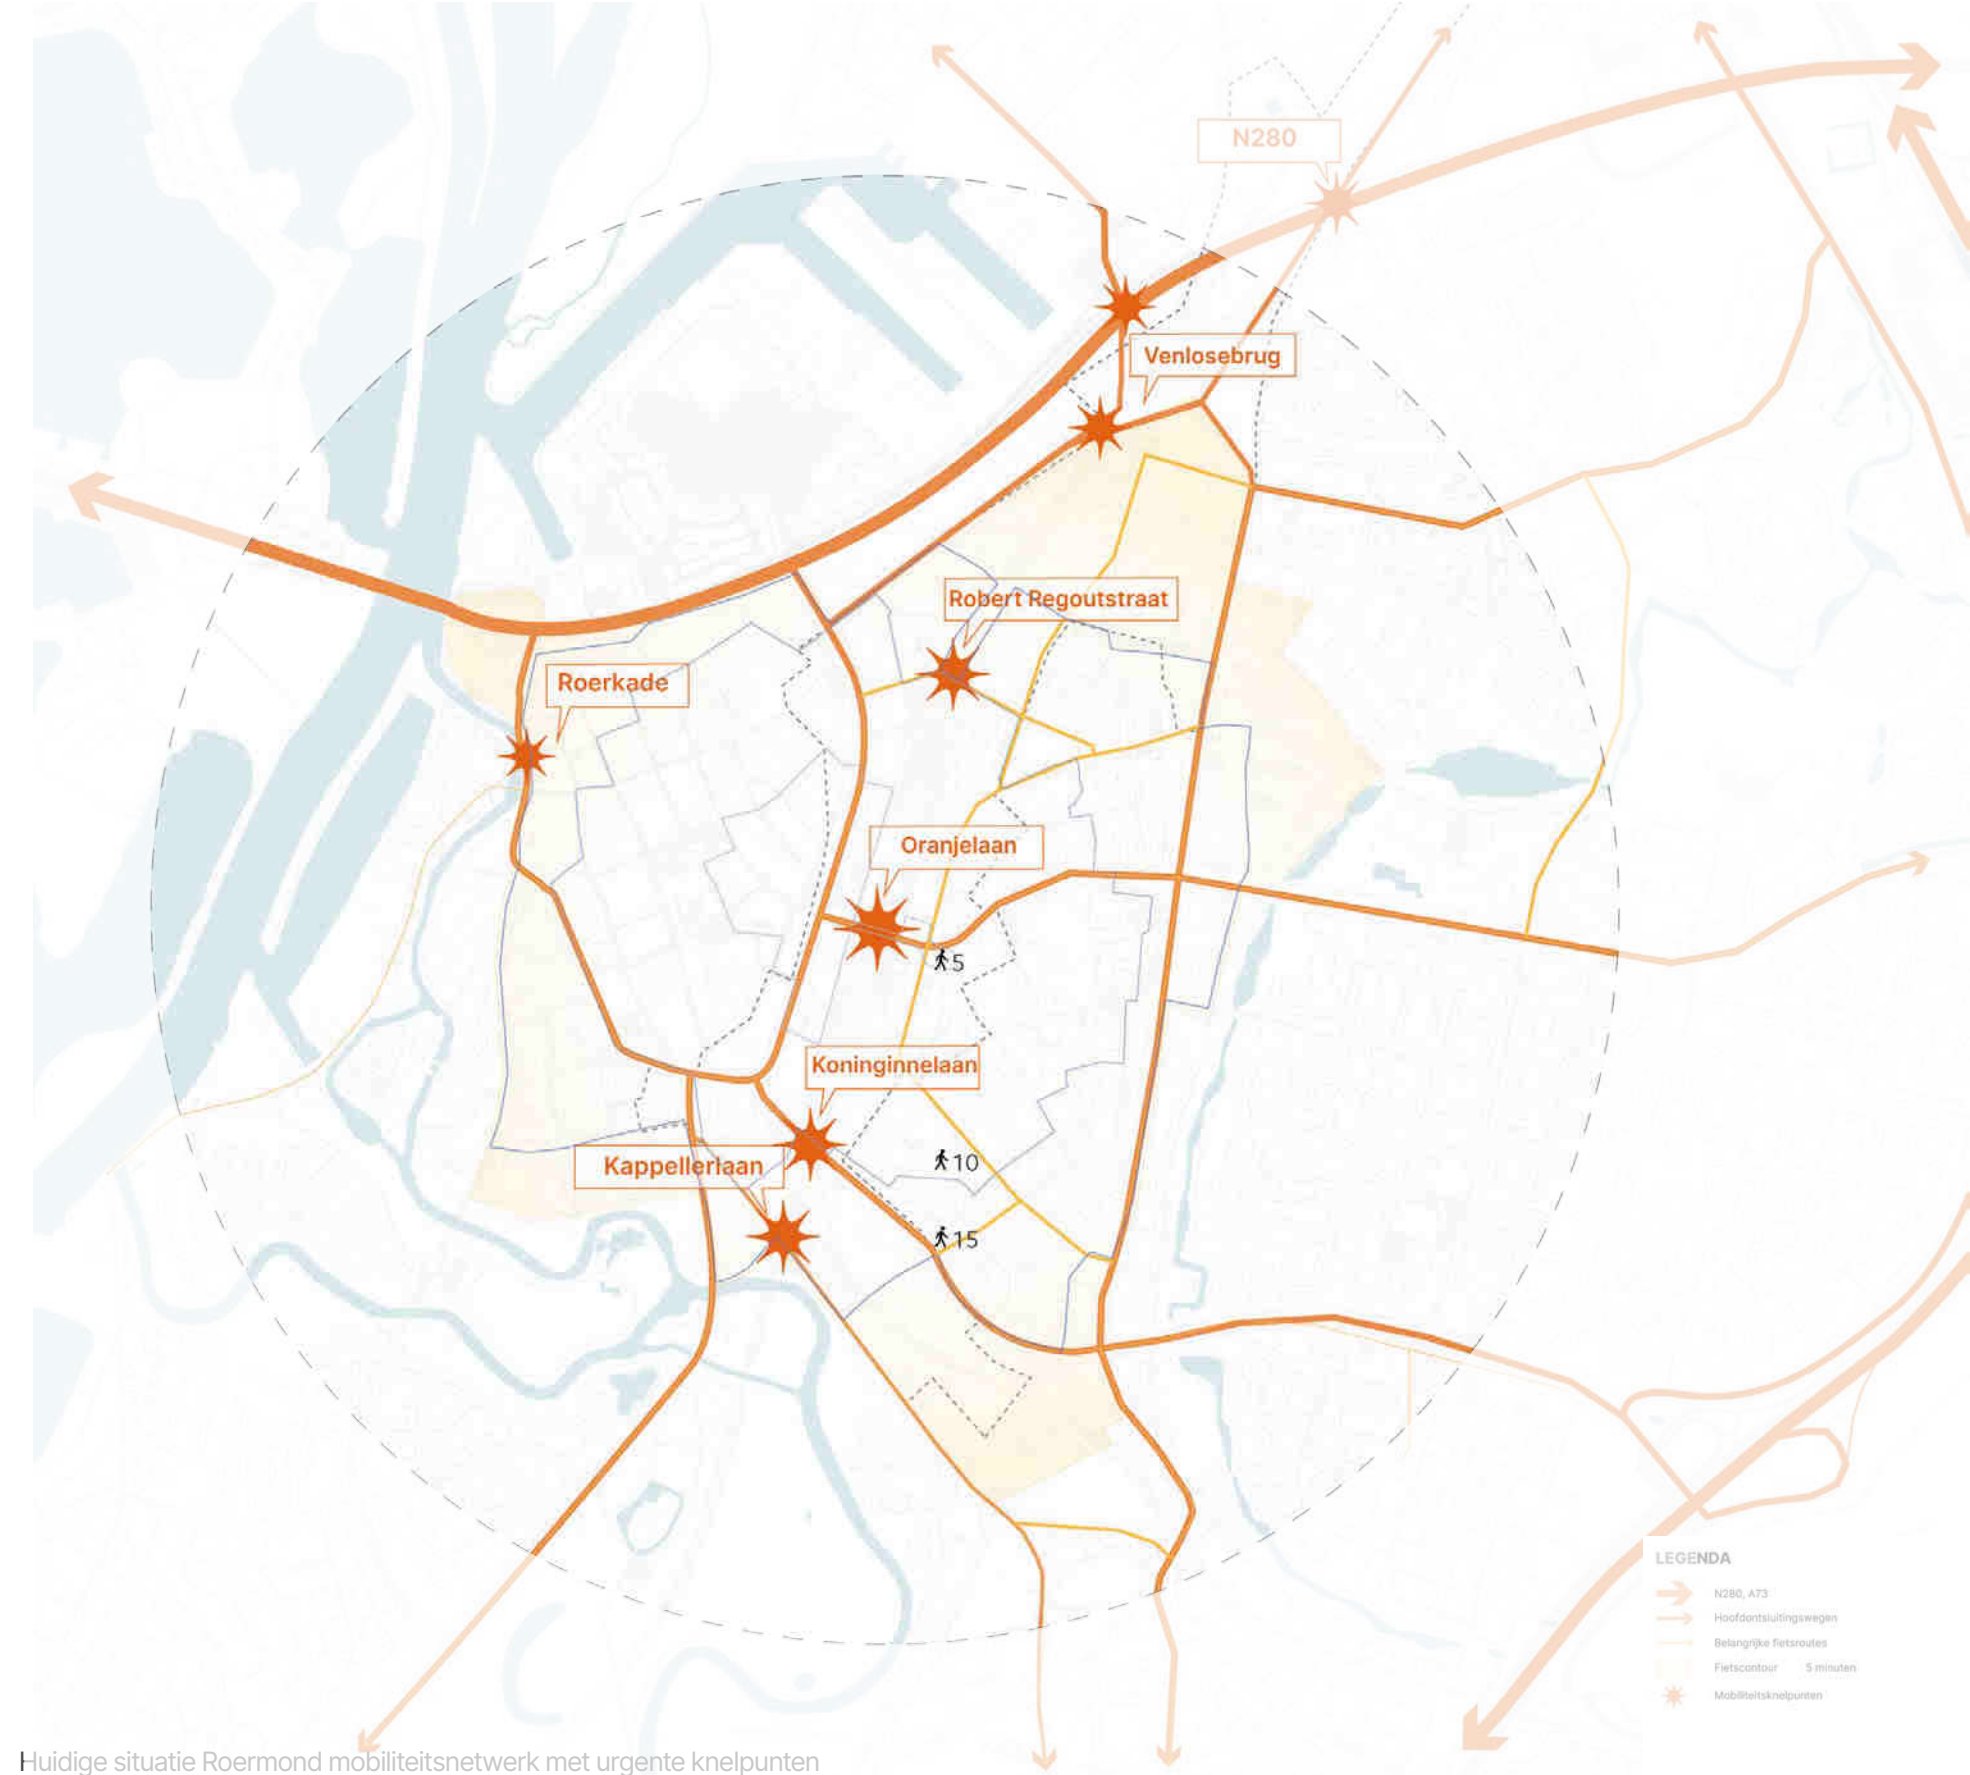 N280
Venlosebrug
Robert Regoutstraat
Roerkade
Oranjelaan
5
Koninginnelaan
10
Kappellerlaan
15
LEGENDA
N280, A73
Hoofdontsluitingswegen
Belangrijke fietsroutes
Fietscontour 5 minuten
Mobiliteitsknelpunten
Huidige situatie Roermond mobiliteitsnetwerk met urgente knelpunten